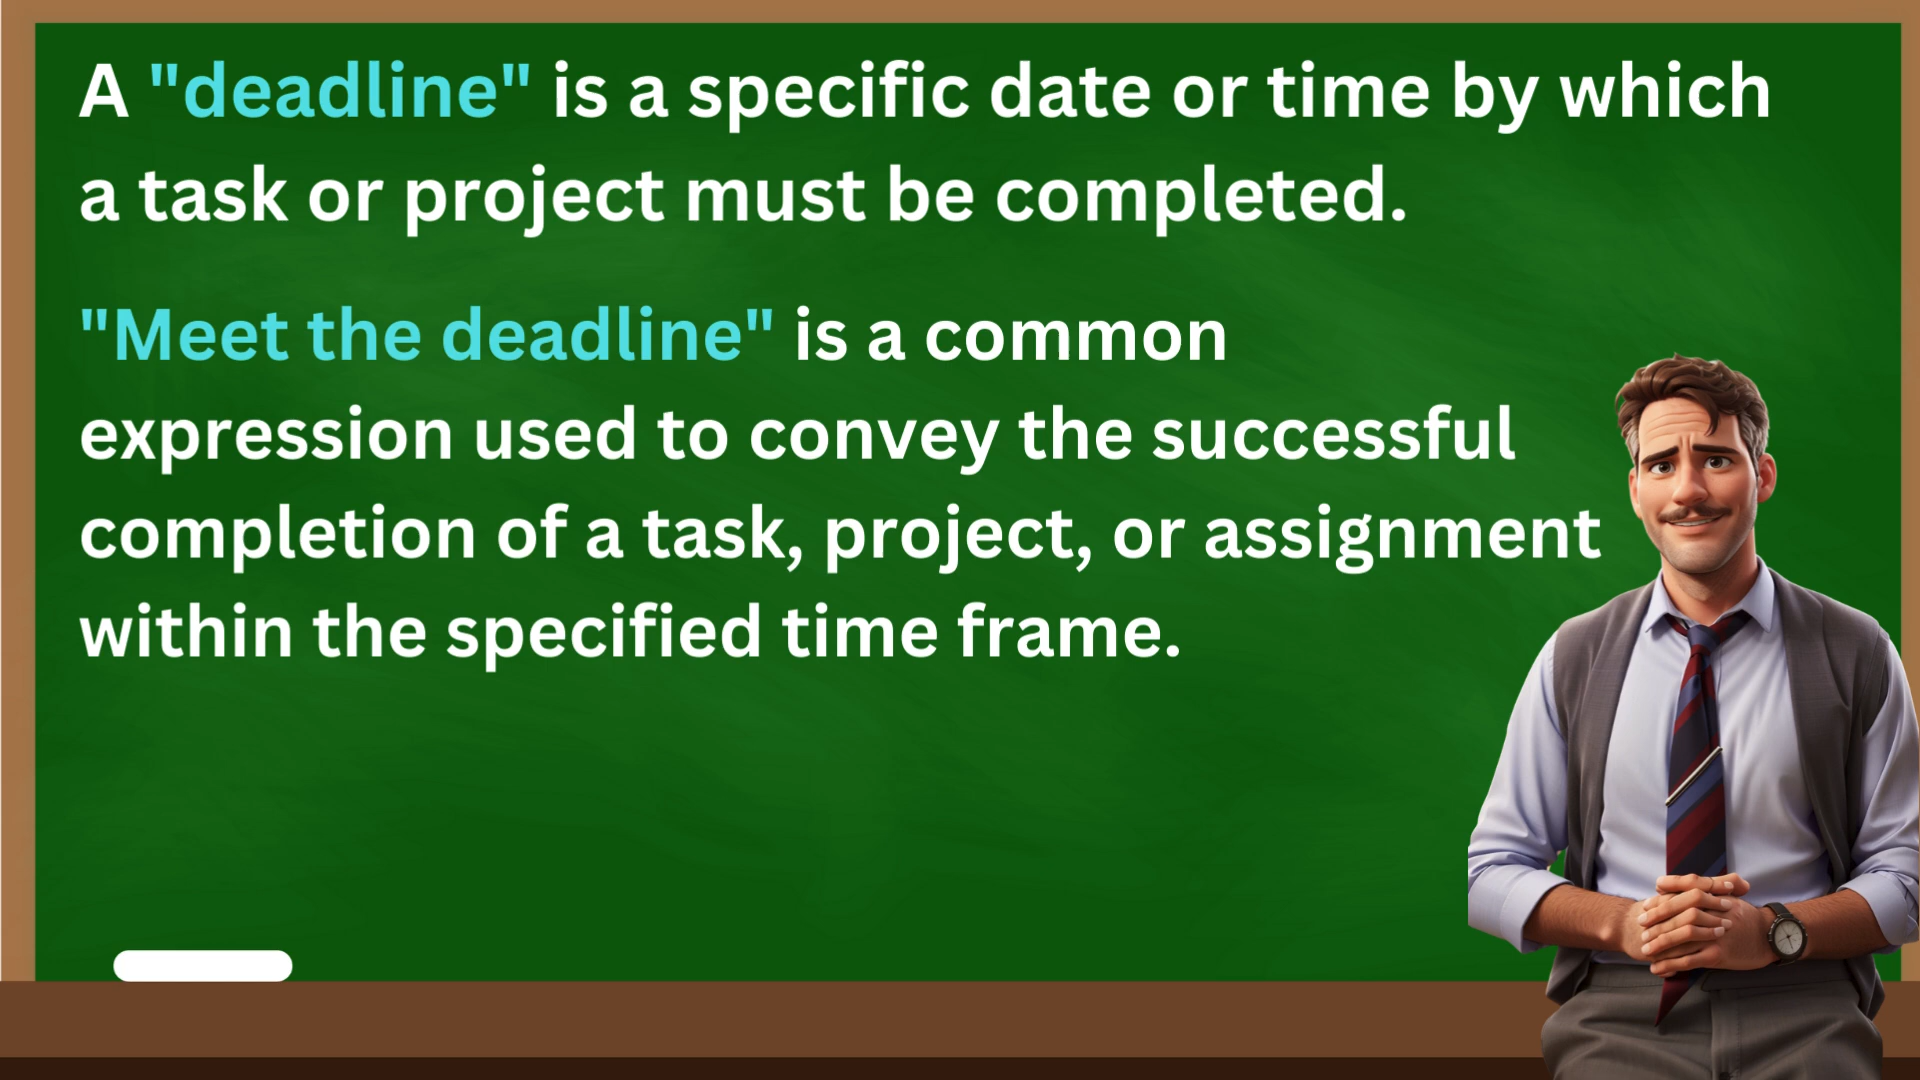 A "deadline" is a specific date or time by which
a task or project must be completed.
"Meet the deadline" is a common
expression used to convey the successful
completion of a task, project, or assignment
within the specified time frame.